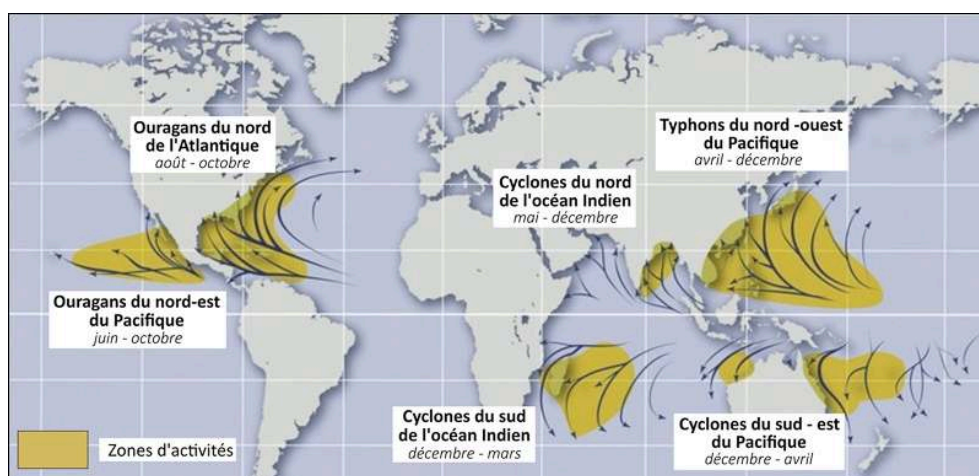 Ouragans du nord
de l'Atlantique
août - octobre
Typhons du nord -ouest
du Pacifique
avril - décembre
Cyclones du nord
de l'océan Indien
mai - décembre
Ouragans du nord-est
du Pacifique
juin - octobre
Cyclones du sud
de l'océan Indien
décembre - mars
Cyclones du sud - est
du Pacifique
décembre - avril
Zones d'activités